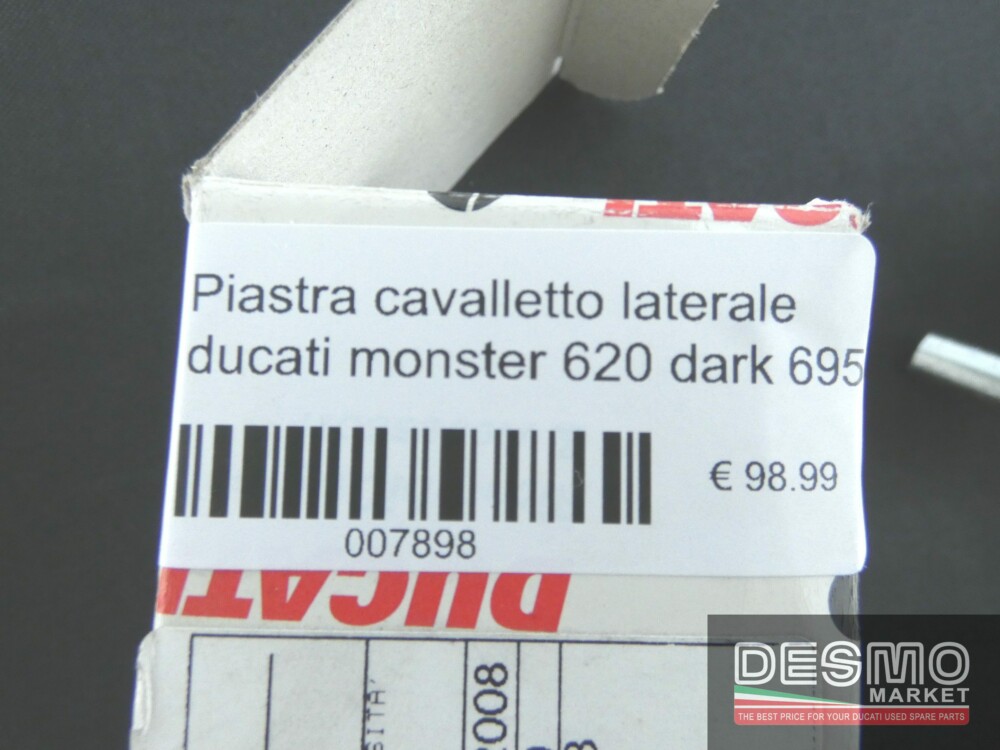 Piastra cavalletto laterale
ducati monster 620 dark 695
€ 98.99
007898
DUCATI
2008
DESMO
MARKET
THE BEST PRICE FOR YOUR DUCATI USED SPARE PARTS